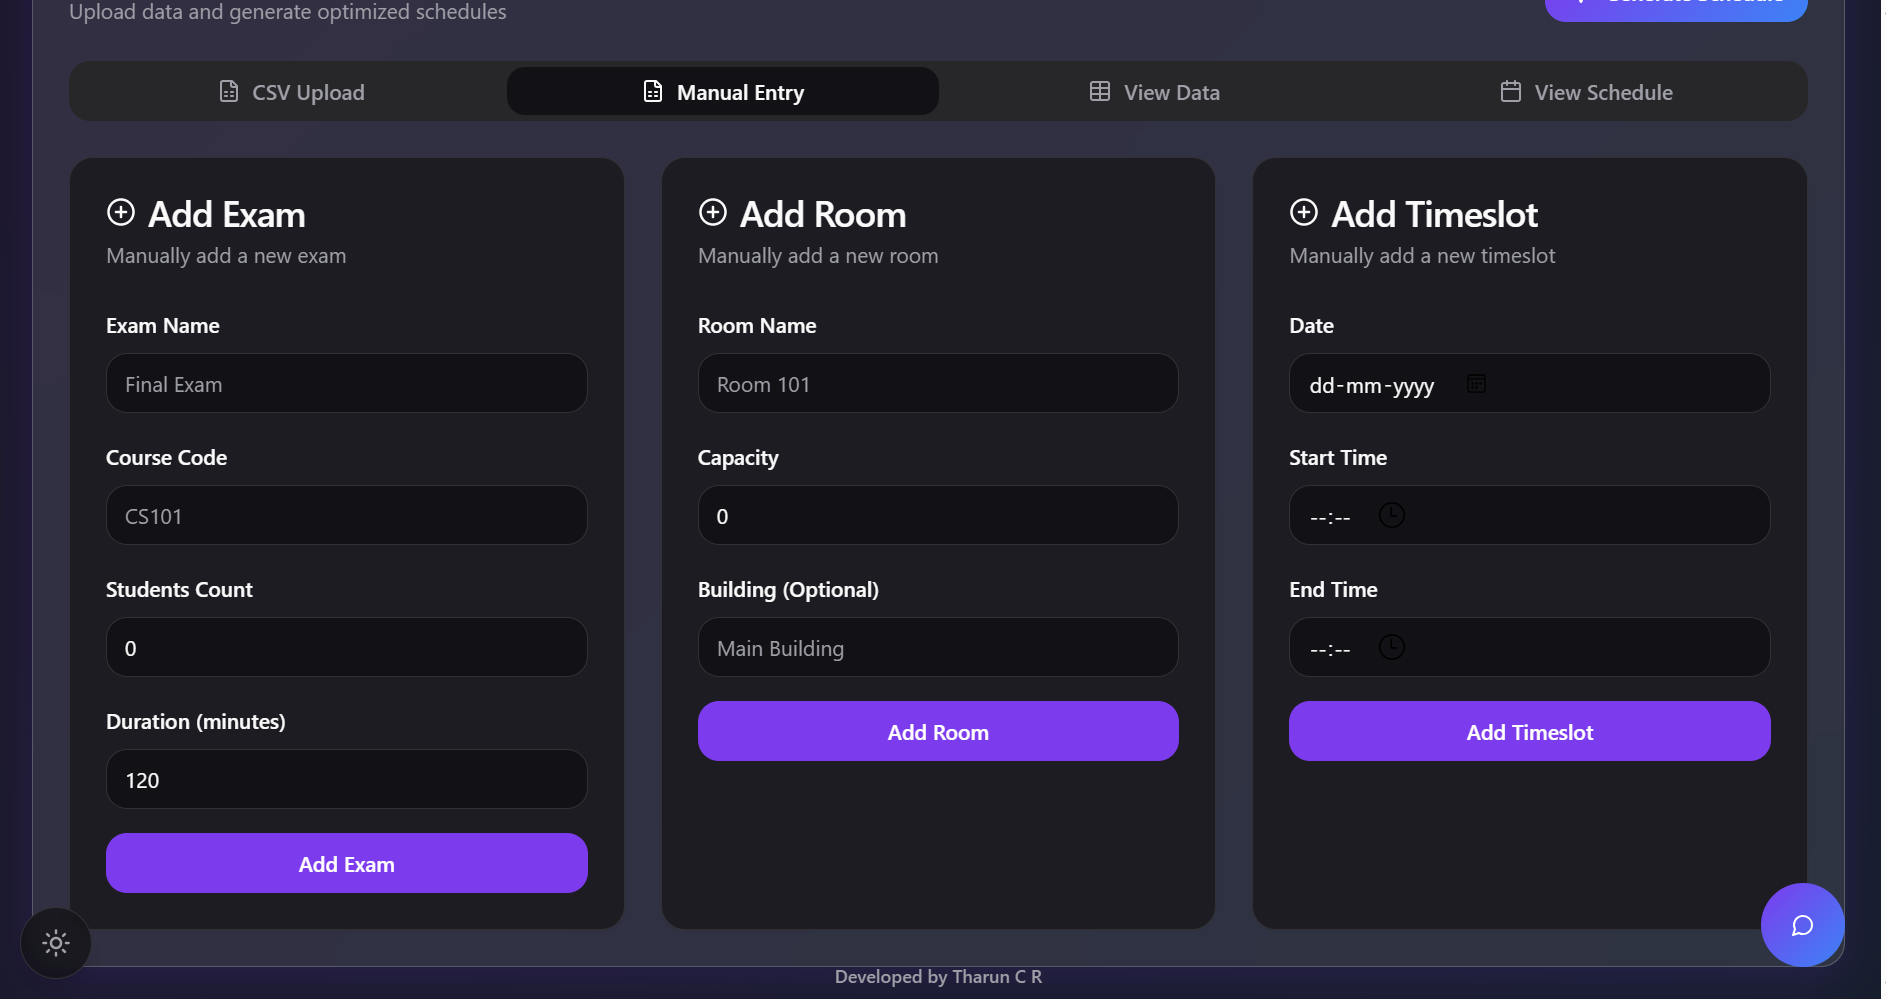 Upload data and generate optimized schedules
Generate Schedule
CSV Upload
Manual Entry
View Data
View Schedule
Add Exam
Manually add a new exam
Exam Name
Final Exam
Course Code
CS101
Students Count
0
Duration (minutes)
120
Add Exam
Add Room
Manually add a new room
Room Name
Room 101
Capacity
0
Building (Optional)
Main Building
Add Room
Add Timeslot
Manually add a new timeslot
Date
dd-mm-yyyy
Start Time
--:--
End Time
--:--
Add Timeslot
Developed by Tharun C R